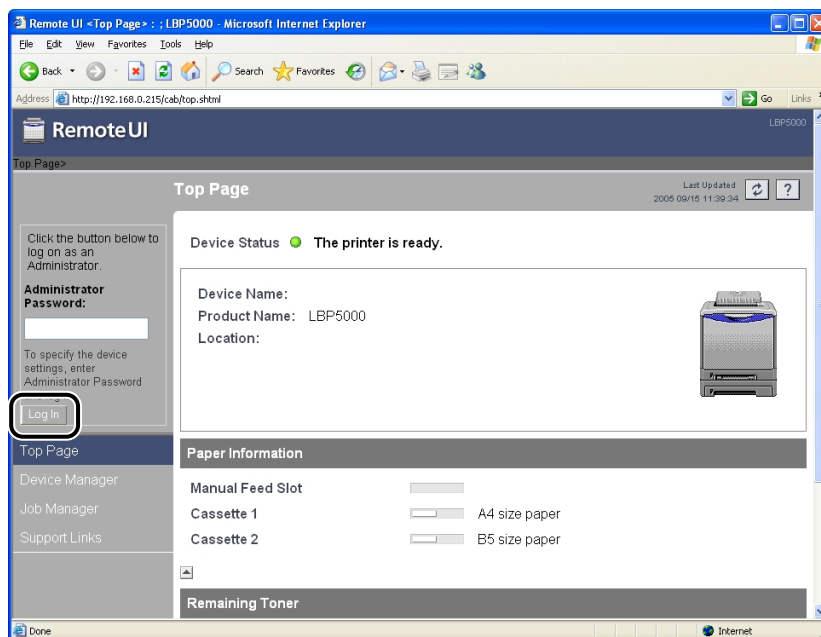 Remote UI <Top Page> : ; LBP5000 - Microsoft Internet Explorer
File Edit View Favorites Tools Help
Back Search Favorites
Address http://192.168.0.215/cab/top.shtml Go Links
Remote UI
LBP5000
Top Page>
Top Page
Last Updated
2005 09/15 11:39:34
?
Click the button below to
log on as an
Administrator.
Administrator
Password:
To specify the device
settings, enter
Administrator Password
Log In
Top Page
Device Manager
Job Manager
Support Links
Device Status The printer is ready.
Device Name:
Product Name: LBP5000
Location:
Paper Information
Manual Feed Slot
Cassette 1 A4 size paper
Cassette 2 B5 size paper
Remaining Toner
Done
Internet